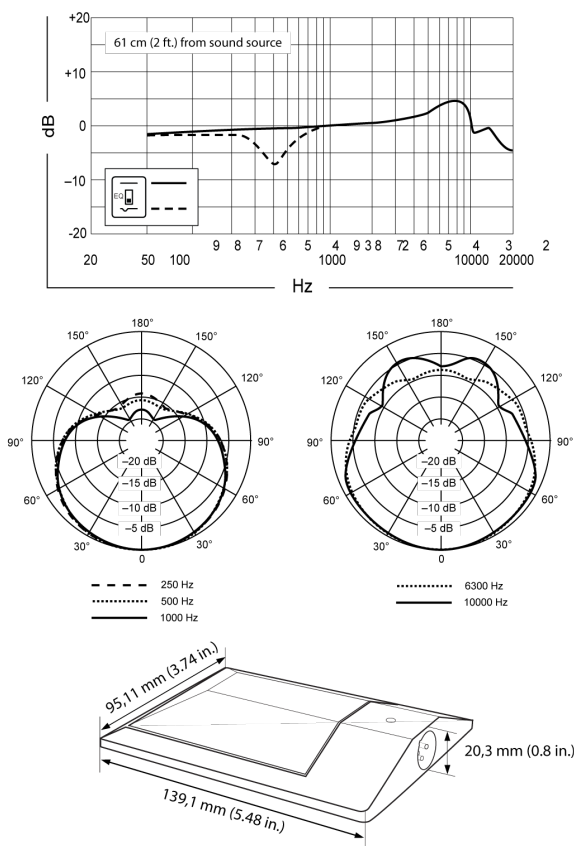 +20
61 cm (2 ft.) from sound source
+10
dB
0
–10
EQ
–20
9 8 7 6 5 4 9 3 8 72 6 5 4 3 2
20 50 100 1000 10000 20000
Hz
180° 180°
150° 150° 150° 150°
120° 120° 120° 120°
90° 90° 90° 90°
–20 dB –20 dB
–15 dB –15 dB
60° 60° 60° 60°
–10 dB –10 dB
–5 dB –5 dB
30° 30° 30° 30°
0 0
250 Hz
500 Hz
1000 Hz
6300 Hz
10000 Hz
95,11 mm (3.74 in.)
20,3 mm (0.8 in.)
139,1 mm (5.48 in.)